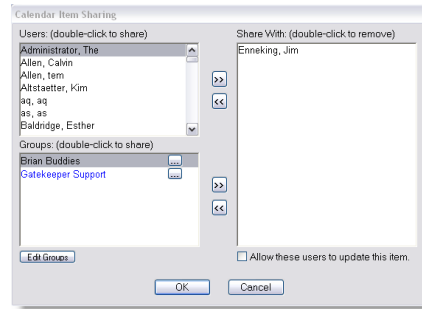 Calendar Item Sharing
Users: (double-click to share)
Administrator, The
Allen, Calvin
Allen, tem
Altstaetter, Kim
aq, aq
as, as
Baldridge, Esther
>>
<<
Groups: (double-click to share)
Brian Buddies ...
Gatekeeper Support ...
>>
<<
Edit Groups
Share With: (double-click to remove)
Enneking, Jim
Allow these users to update this item.
OK
Cancel